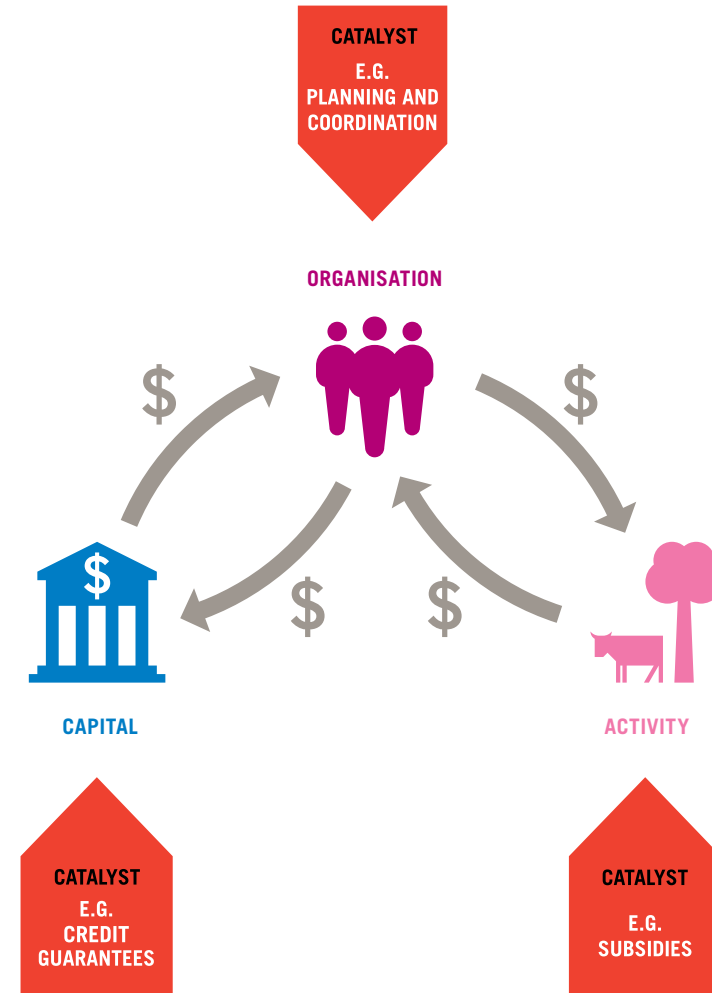 CATALYST
E.G.
PLANNING AND
COORDINATION
ORGANISATION
$
$
$
$
$
CAPITAL
ACTIVITY
CATALYST
E.G.
CREDIT
GUARANTEES
CATALYST
E.G.
SUBSIDIES